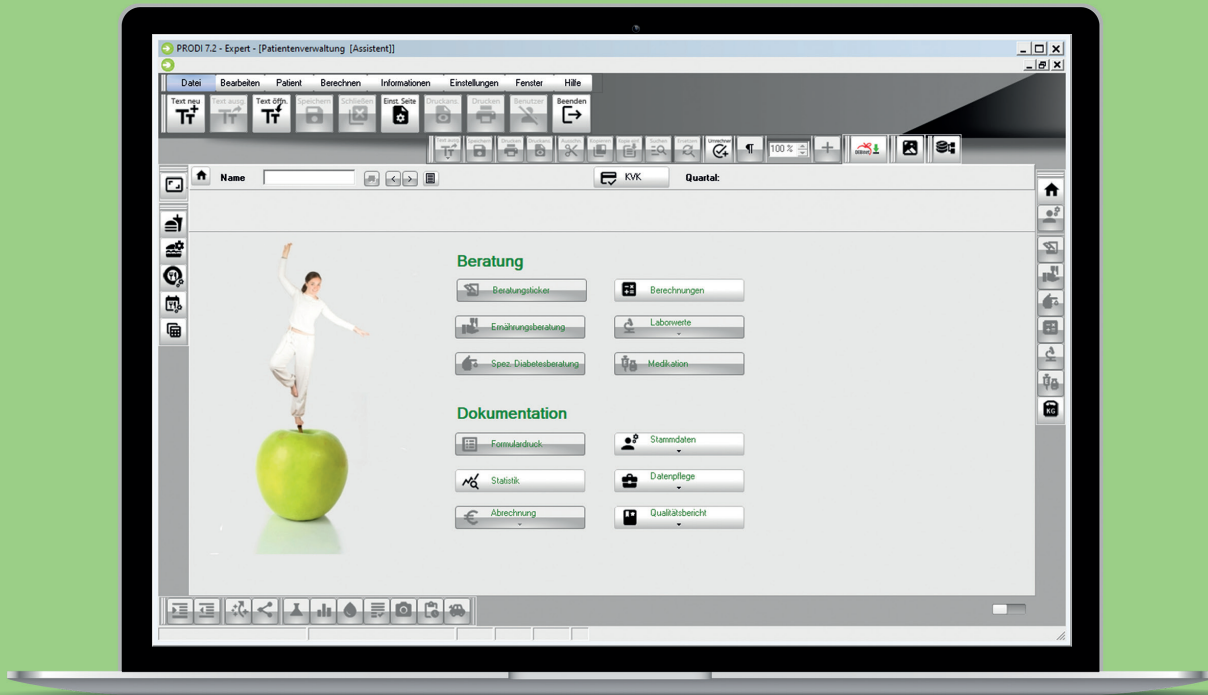 PRODI 7.2 - Expert - [Patientenverwaltung [Assistent]]
Datei Bearbeiten Patient Berechnen Informationen Einstellungen Fenster Hilfe
Text neu Text ausg. Text öffn. Speichern Schließen Einst. Seite Druckans. Drucken Benutzer Beenden
100 %
Name KVK Quartal:
Beratung
Beratungsticker Berechnungen
Ernährungsberatung Laborwerte
Spez. Diabetesberatung Medikation
Dokumentation
Formulardruck Stammdaten
Statistik Datenpflege
Abrechnung Qualitätsbericht
KG